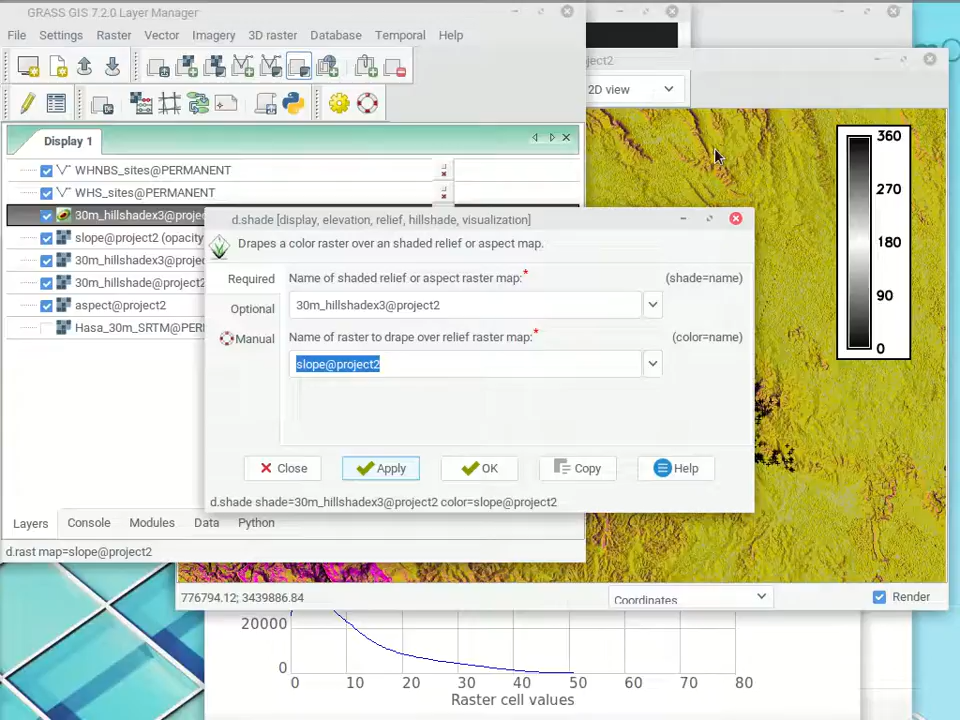 GRASS GIS 7.2.0 Layer Manager
File Settings Raster Vector Imagery 3D raster Database Temporal Help
ject2
2D view
Display 1
WHNBS_sites@PERMANENT
WHS_sites@PERMANENT
30m_hillshadex3@projec
slope@project2 (opacity
30m_hillshadex3@projec
30m_hillshade@project2
aspect@project2
Hasa_30m_SRTM@PER
d.shade [display, elevation, relief, hillshade, visualization]
Drapes a color raster over an shaded relief or aspect map.
Required
Optional
Manual
Name of shaded relief or aspect raster map:* (shade=name)
30m_hillshadex3@project2
Name of raster to drape over relief raster map:* (color=name)
slope@project2
Close Apply OK Copy Help
d.shade shade=30m_hillshadex3@project2 color=slope@project2
Layers Console Modules Data Python
d.rast map=slope@project2
360
270
180
90
0
776794.12; 3439886.84
Coordinates
Render
20000
0
0 10 20 30 40 50 60 70 80
Raster cell values